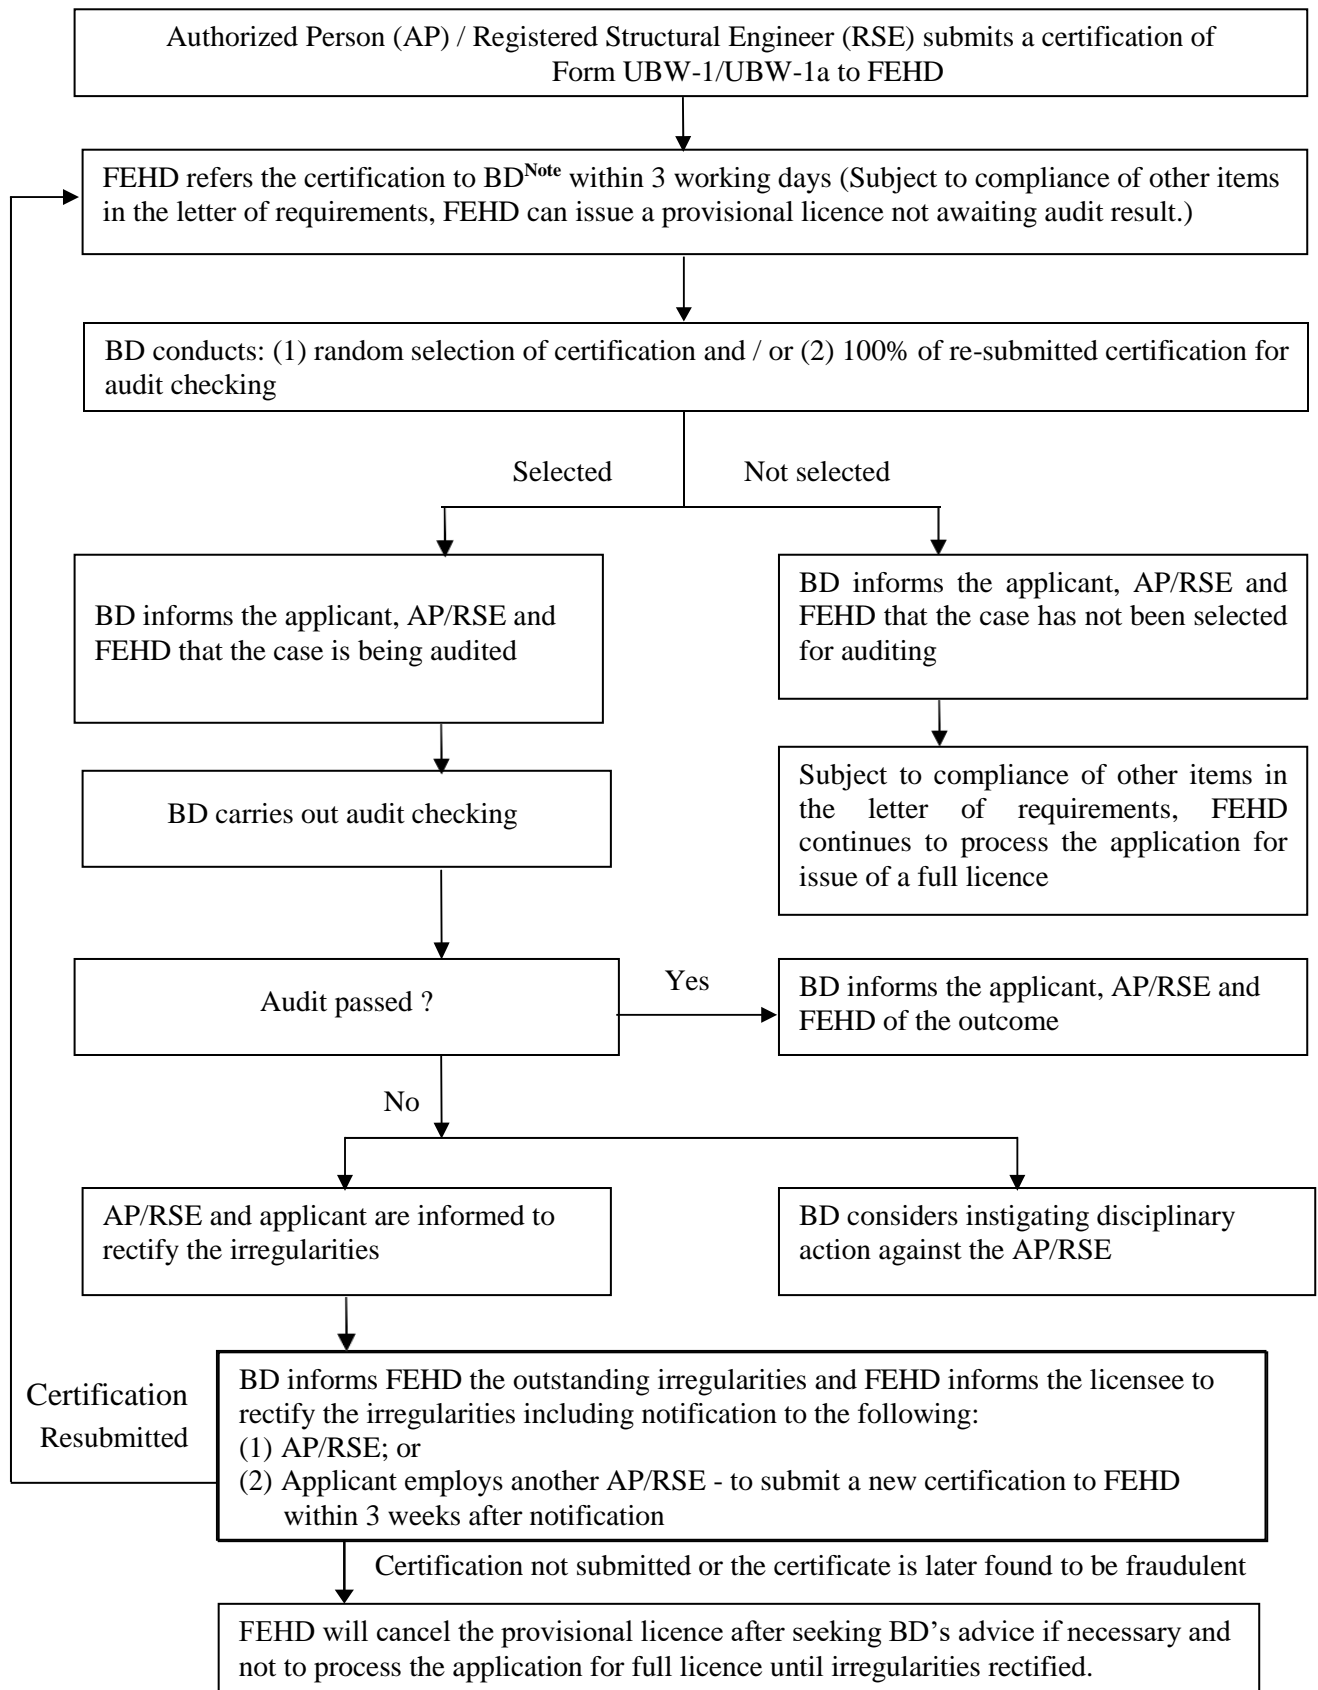 Authorized Person (AP) / Registered Structural Engineer (RSE) submits a certification of
Form UBW-1/UBW-1a to FEHD
FEHD refers the certification to BDNote within 3 working days (Subject to compliance of other items
in the letter of requirements, FEHD can issue a provisional licence not awaiting audit result.)
BD conducts: (1) random selection of certification and / or (2) 100% of re-submitted certification for
audit checking
Selected
Not selected
BD informs the applicant, AP/RSE and
FEHD that the case is being audited
BD informs the applicant, AP/RSE and
FEHD that the case has not been selected
for auditing
BD carries out audit checking
Subject to compliance of other items in
the letter of requirements, FEHD
continues to process the application for
issue of a full licence
Audit passed ?
Yes
BD informs the applicant, AP/RSE and
FEHD of the outcome
No
AP/RSE and applicant are informed to
rectify the irregularities
BD considers instigating disciplinary
action against the AP/RSE
Certification
Resubmitted
BD informs FEHD the outstanding irregularities and FEHD informs the licensee to
rectify the irregularities including notification to the following:
(1) AP/RSE; or
(2) Applicant employs another AP/RSE - to submit a new certification to FEHD
within 3 weeks after notification
Certification not submitted or the certificate is later found to be fraudulent
FEHD will cancel the provisional licence after seeking BD’s advice if necessary and
not to process the application for full licence until irregularities rectified.